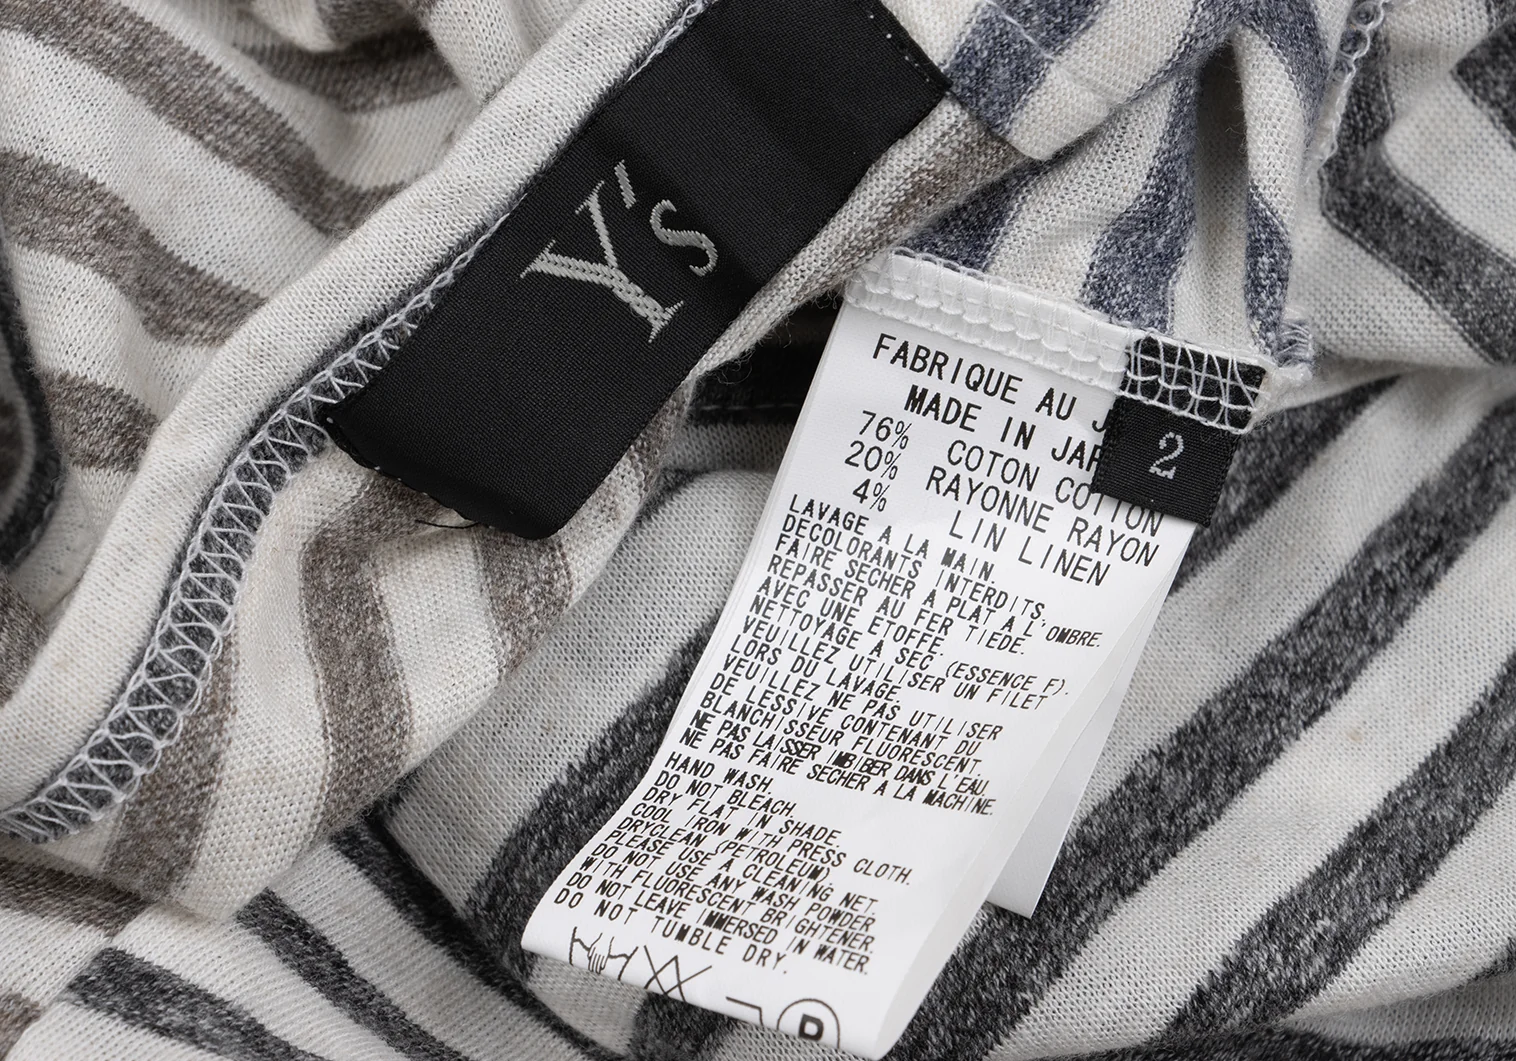 Y's
FABRIQUE AU J
MADE IN JAP
2
76% COTON COTTON
20% RAYONNE RAYON
4% LIN LINEN
LAVAGE A LA MAIN.
DECOLORANTS INTERDITS.
FAIRE SECHER A PLAT A L'OMBRE.
REPASSER AU FER TIEDE.
AVEC UNE ETOFFE.
NETTOYAGE A SEC (ESSENCE F).
VEUILLEZ UTILISER UN FILET
LORS DU LAVAGE.
VEUILLEZ NE PAS UTILISER
DE LESSIVE CONTENANT DU
BLANCHISSEUR FLUORESCENT.
NE PAS LAISSER IMBIBER DANS L'EAU.
NE PAS FAIRE SECHER A LA MACHINE.
HAND WASH.
DO NOT BLEACH.
DRY FLAT IN SHADE.
COOL IRON WITH PRESS CLOTH.
DRYCLEAN (PETROLEUM).
PLEASE USE A CLEANING NET.
DO NOT USE ANY WASH POWDER
WITH FLUORESCENT BRIGHTENER.
DO NOT LEAVE IMMERSED IN WATER.
DO NOT TUMBLE DRY.
P